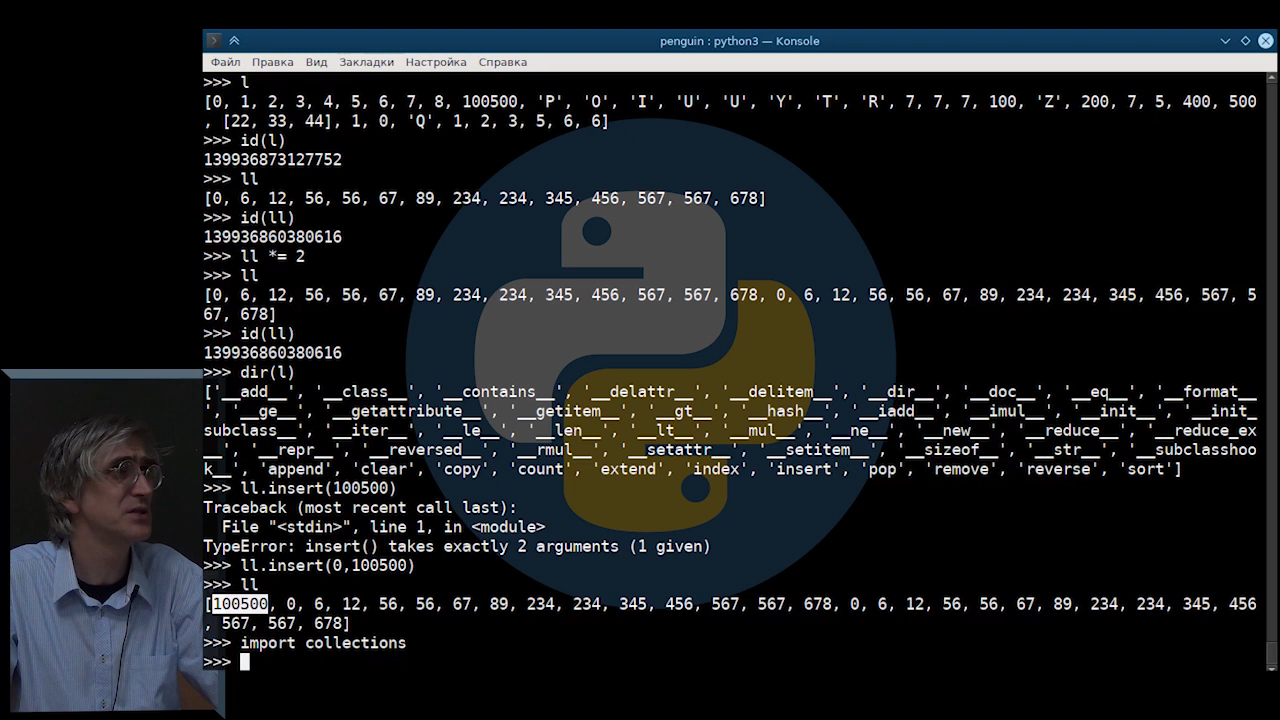 penguin : python3 — Konsole
Файл Правка Вид Закладки Настройка Справка
>>> l
[0, 1, 2, 3, 4, 5, 6, 7, 8, 100500, 'P', 'O', 'I', 'U', 'U', 'Y', 'T', 'R', 7, 7, 7, 100, 'Z', 200, 7, 5, 400, 500
, [22, 33, 44], 1, 0, 'Q', 1, 2, 3, 5, 6, 6]
>>> id(l)
139936873127752
>>> ll
[0, 6, 12, 56, 56, 67, 89, 234, 234, 345, 456, 567, 567, 678]
>>> id(ll)
139936860380616
>>> ll *= 2
>>> ll
[0, 6, 12, 56, 56, 67, 89, 234, 234, 345, 456, 567, 567, 678, 0, 6, 12, 56, 56, 67, 89, 234, 234, 345, 456, 567, 5
67, 678]
>>> id(ll)
139936860380616
>>> dir(l)
['__add__', '__class__', '__contains__', '__delattr__', '__delitem__', '__dir__', '__doc__', '__eq__', '__format__
', '__ge__', '__getattribute__', '__getitem__', '__gt__', '__hash__', '__iadd__', '__imul__', '__init__', '__init_
subclass__', '__iter__', '__le__', '__len__', '__lt__', '__mul__', '__ne__', '__new__', '__reduce__', '__reduce_ex
__', '__repr__', '__reversed__', '__rmul__', '__setattr__', '__setitem__', '__sizeof__', '__str__', '__subclasshoo
k__', 'append', 'clear', 'copy', 'count', 'extend', 'index', 'insert', 'pop', 'remove', 'reverse', 'sort']
>>> ll.insert(100500)
Traceback (most recent call last):
  File "<stdin>", line 1, in <module>
TypeError: insert() takes exactly 2 arguments (1 given)
>>> ll.insert(0,100500)
>>> ll
[100500, 0, 6, 12, 56, 56, 67, 89, 234, 234, 345, 456, 567, 567, 678, 0, 6, 12, 56, 56, 67, 89, 234, 234, 345, 456
, 567, 567, 678]
>>> import collections
>>>